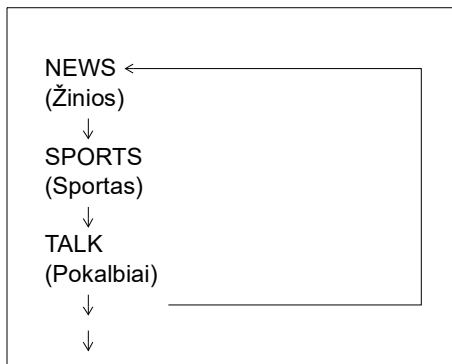 NEWS
(Žinios)
SPORTS
(Sportas)
TALK
(Pokalbiai)